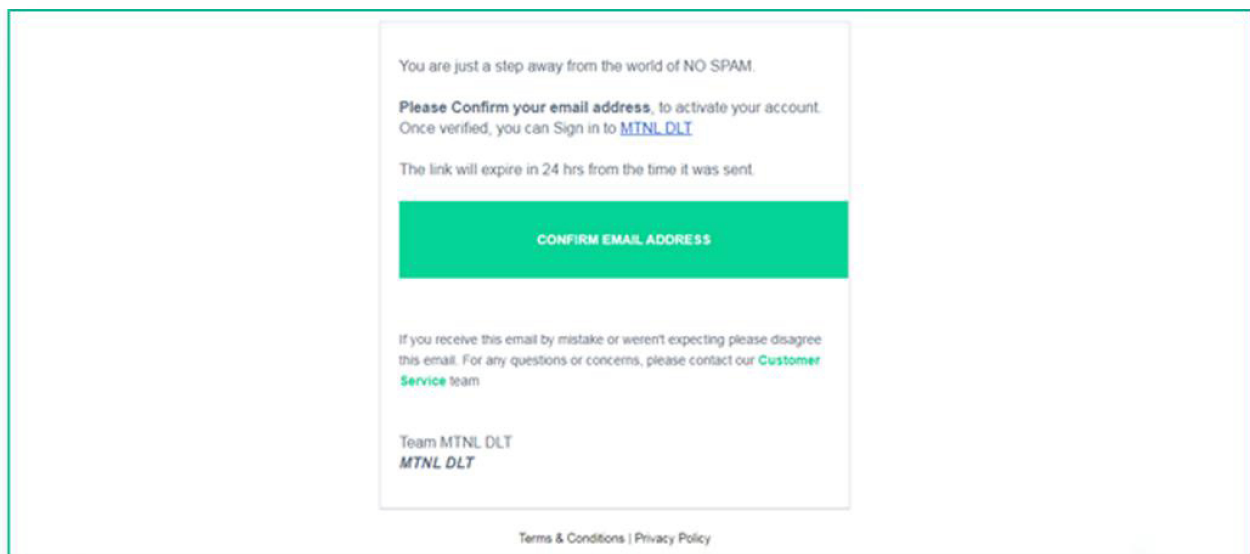 You are just a step away from the world of NO SPAM.
Please Confirm your email address, to activate your account.
Once verified, you can Sign in to MTNL DLT
The link will expire in 24 hrs from the time it was sent.
CONFIRM EMAIL ADDRESS
If you receive this email by mistake or weren't expecting please disagree
this email. For any questions or concerns, please contact our Customer
Service team
Team MTNL DLT
MTNL DLT
Terms & Conditions | Privacy Policy